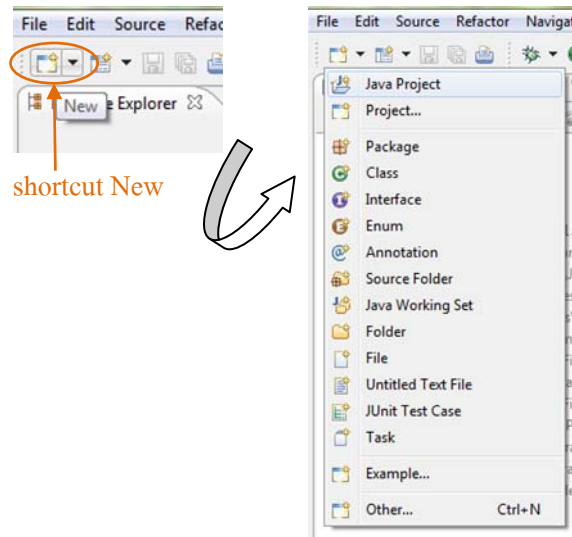 File Edit Source Refac
New
Explorer
shortcut New
File Edit Source Refactor Navigat
Java Project
Project...
Package
Class
Interface
Enum
Annotation
Source Folder
Java Working Set
Folder
File
Untitled Text File
JUnit Test Case
Task
Example...
Other... Ctrl+N